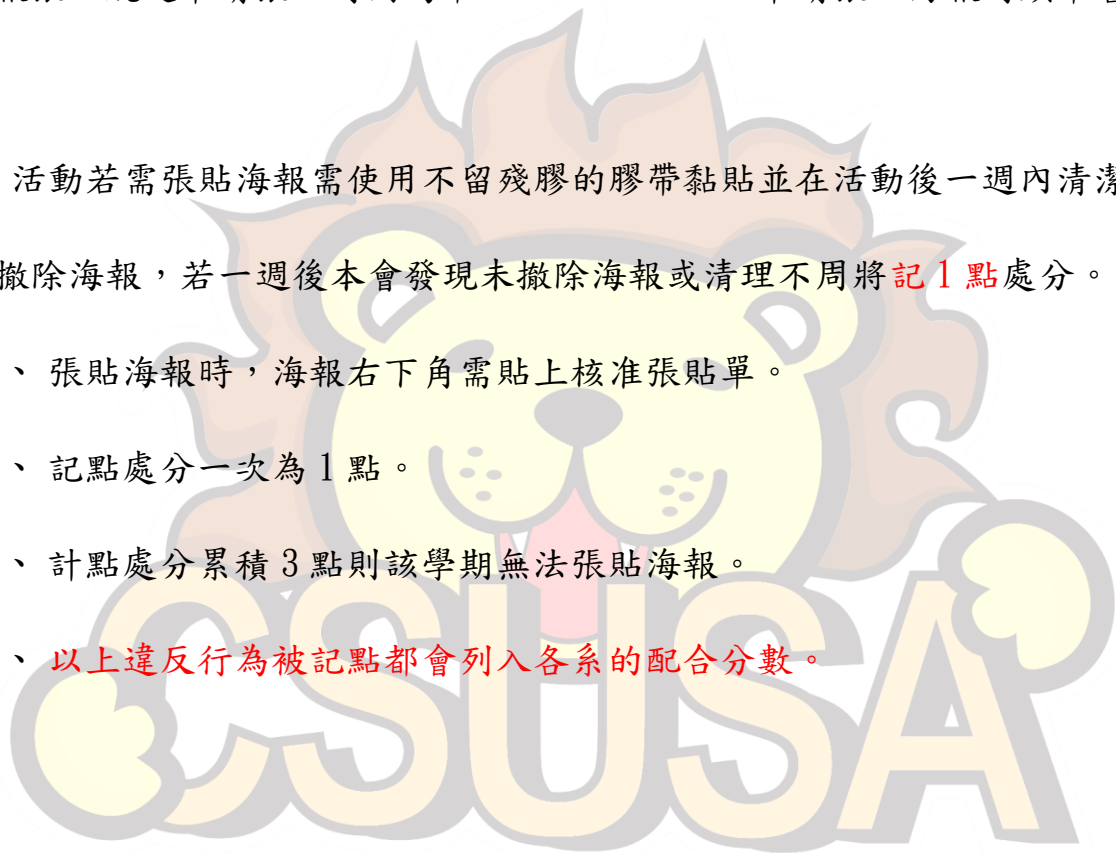 活動若需張貼海報需使用不留殘膠的膠帶黏貼並在活動後一週內清潔
撤除海報，若一週後本會發現未撤除海報或清理不周將記 1 點處分。
、 張貼海報時，海報右下角需貼上核准張貼單。
、 記點處分一次為 1 點。
、 計點處分累積 3 點則該學期無法張貼海報。
、 以上違反行為被記點都會列入各系的配合分數。
CSUSA